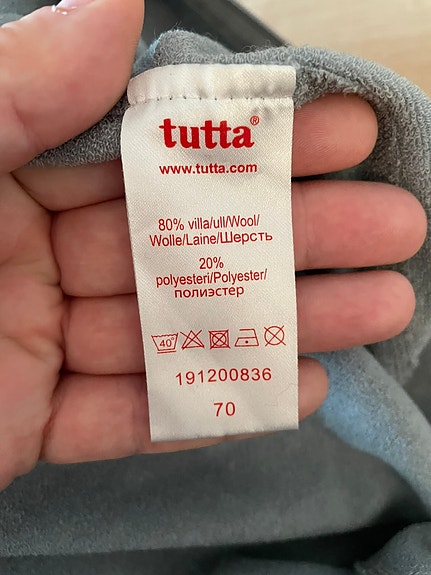 tutta®
www.tutta.com
80% villa/ull/Wool/
Wolle/Laine/Шерсть
20%
polyesteri/Polyester/
полиэстер
40°
191200836
70